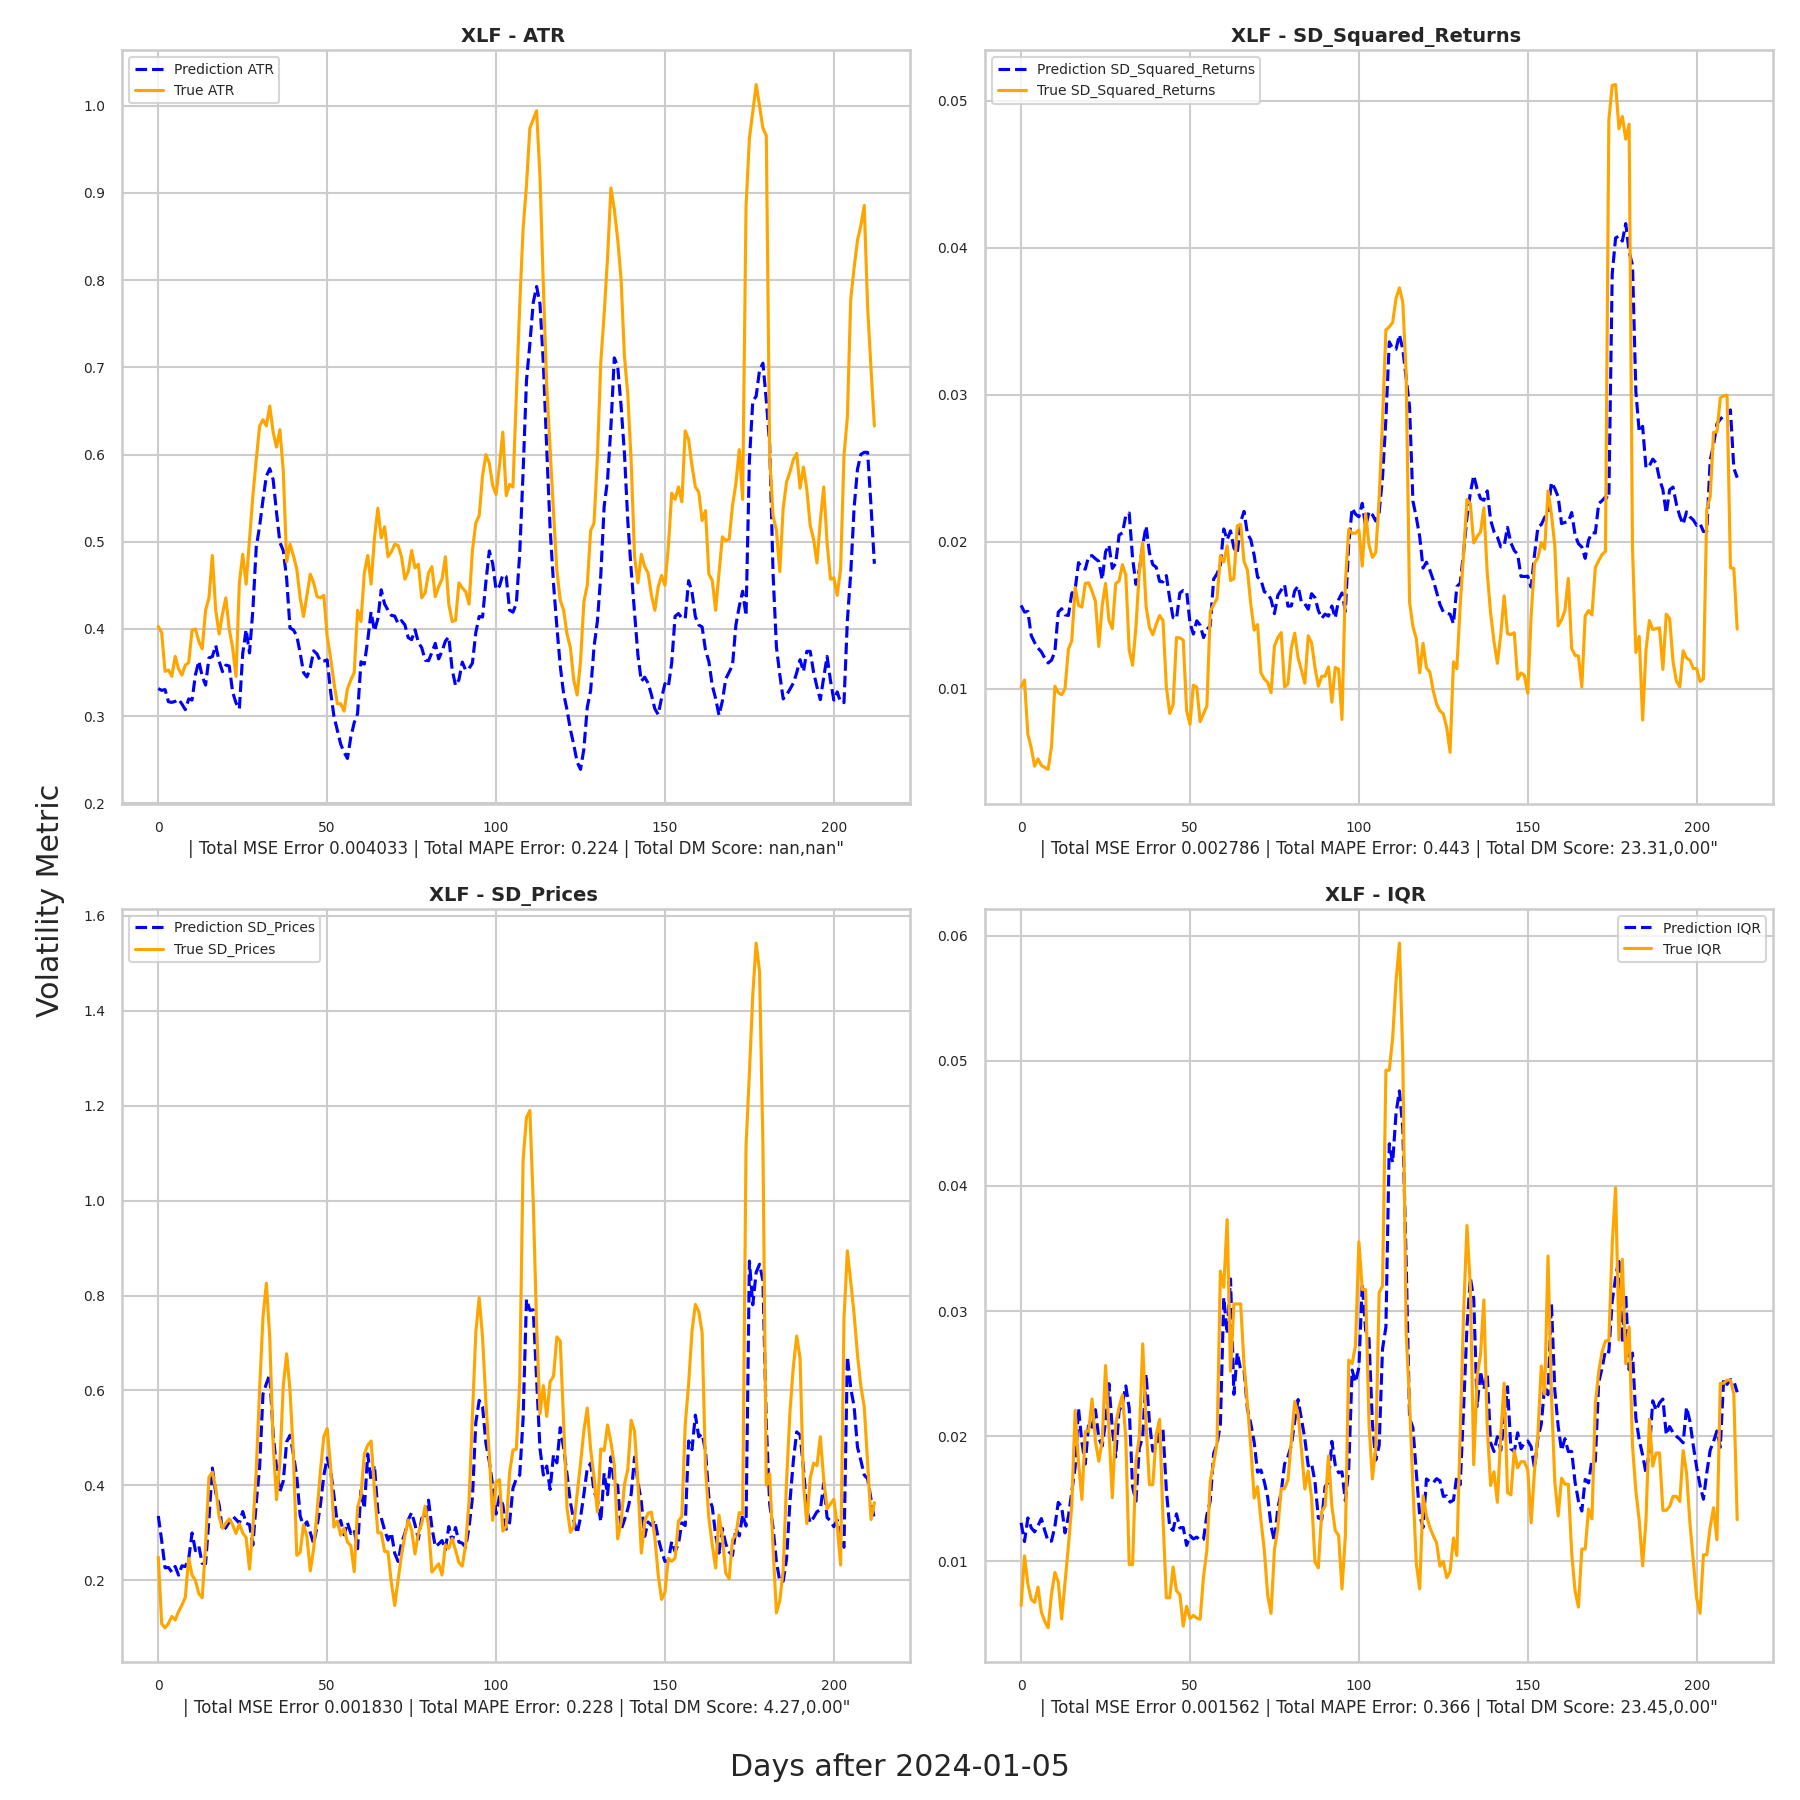 XLF - ATR
Prediction ATR
True ATR
1.0
0.9
0.8
0.7
0.6
0.5
0.4
0.3
0.2
0 50 100 150 200
| Total MSE Error 0.004033 | Total MAPE Error: 0.224 | Total DM Score: nan,nan"
XLF - SD_Squared_Returns
Prediction SD_Squared_Returns
True SD_Squared_Returns
0.05
0.04
0.03
0.02
0.01
0 50 100 150 200
| Total MSE Error 0.002786 | Total MAPE Error: 0.443 | Total DM Score: 23.31,0.00"
Volatility Metric
XLF - SD_Prices
Prediction SD_Prices
True SD_Prices
1.6
1.4
1.2
1.0
0.8
0.6
0.4
0.2
0 50 100 150 200
| Total MSE Error 0.001830 | Total MAPE Error: 0.228 | Total DM Score: 4.27,0.00"
XLF - IQR
Prediction IQR
True IQR
0.06
0.05
0.04
0.03
0.02
0.01
0 50 100 150 200
| Total MSE Error 0.001562 | Total MAPE Error: 0.366 | Total DM Score: 23.45,0.00"
Days after 2024-01-05